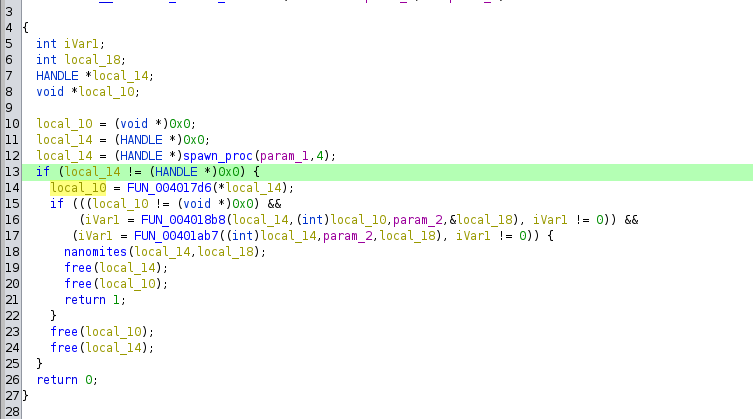 3
4 {
5 int iVar1;
6 int local_18;
7 HANDLE *local_14;
8 void *local_10;
9
10 local_10 = (void *)0x0;
11 local_14 = (HANDLE *)0x0;
12 local_14 = (HANDLE *)spawn_proc(param_1,4);
13 if (local_14 != (HANDLE *)0x0) {
14 local_10 = FUN_004017d6(*local_14);
15 if (((local_10 != (void *)0x0) &&
16 (iVar1 = FUN_004018b8(local_14,(int)local_10,param_2,&local_18), iVar1 != 0)) &&
17 (iVar1 = FUN_00401ab7((int)local_14,param_2,local_18), iVar1 != 0)) {
18 nanomites(local_14,local_18);
19 free(local_14);
20 free(local_10);
21 return 1;
22 }
23 free(local_10);
24 free(local_14);
25 }
26 return 0;
27 }
28